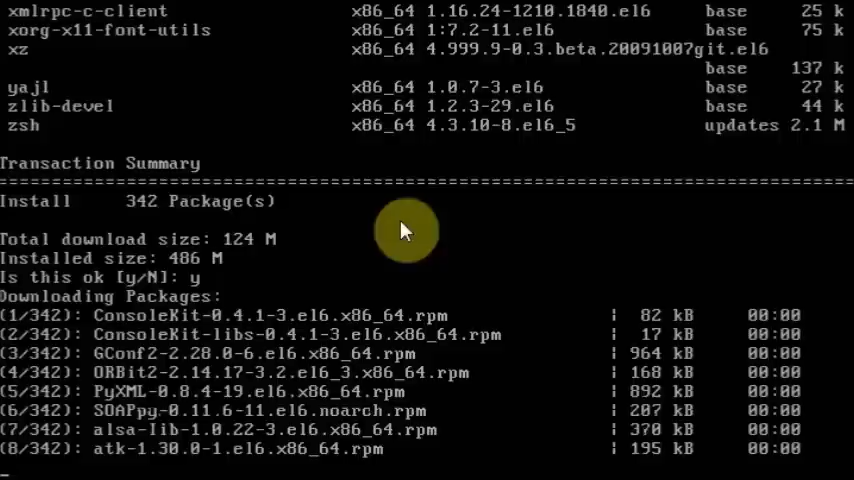 xmlrpc-c-client x86_64 1.16.24-1210.1840.el6 base 25 k
xorg-x11-font-utils x86_64 1:7.2-11.el6 base 75 k
xz x86_64 4.999.9-0.3.beta.20091007git.el6
base 137 k
yajl x86_64 1.0.7-3.el6 base 27 k
zlib-devel x86_64 1.2.3-29.el6 base 44 k
zsh x86_64 4.3.10-8.el6_5 updates 2.1 M
Transaction Summary
================================================================================
Install 342 Package(s)
Total download size: 124 M
Installed size: 486 M
Is this ok [y/N]: y
Downloading Packages:
(1/342): ConsoleKit-0.4.1-3.el6.x86_64.rpm | 82 kB 00:00
(2/342): ConsoleKit-libs-0.4.1-3.el6.x86_64.rpm | 17 kB 00:00
(3/342): GConf2-2.28.0-6.el6.x86_64.rpm | 964 kB 00:00
(4/342): ORBit2-2.14.17-3.2.el6_3.x86_64.rpm | 168 kB 00:00
(5/342): PyXML-0.8.4-19.el6.x86_64.rpm | 892 kB 00:00
(6/342): SOAPpy-0.11.6-11.el6.noarch.rpm | 207 kB 00:00
(7/342): alsa-lib-1.0.22-3.el6.x86_64.rpm | 370 kB 00:00
(8/342): atk-1.30.0-1.el6.x86_64.rpm | 195 kB 00:00